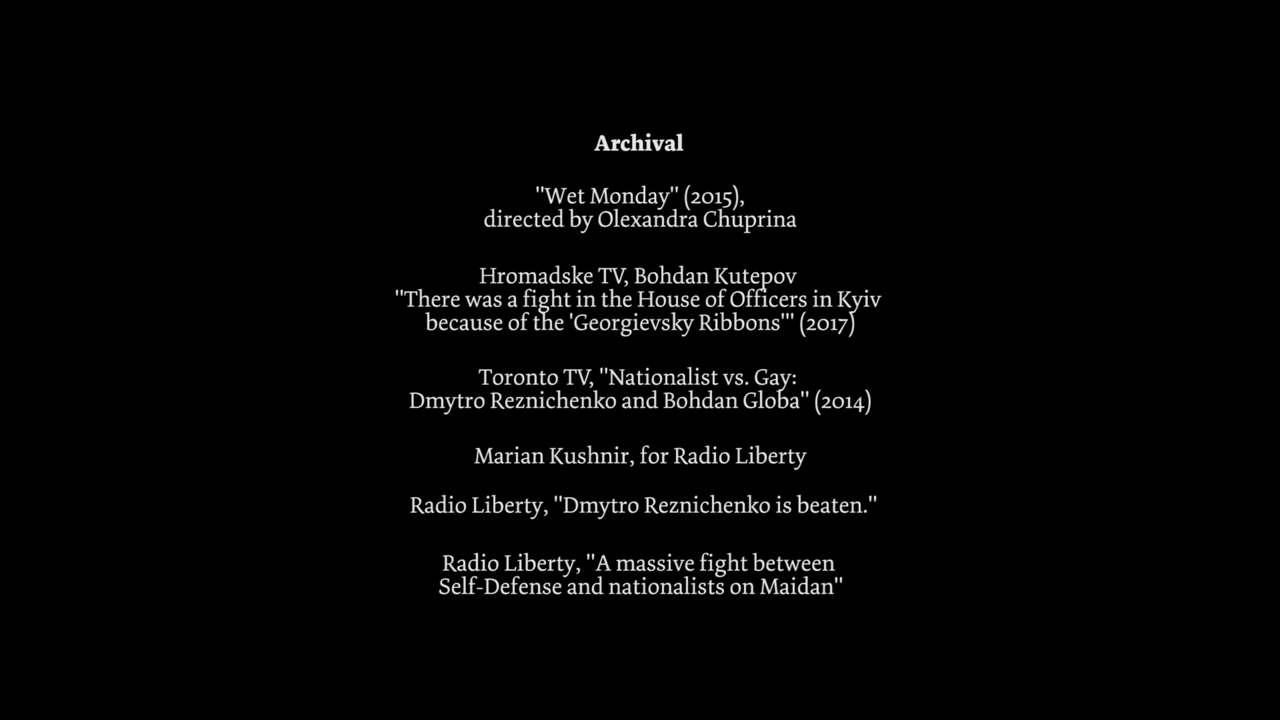 Archival
"Wet Monday" (2015),
directed by Olexandra Chuprina
Hromadske TV, Bohdan Kutepov
"There was a fight in the House of Officers in Kyiv
because of the 'Georgievsky Ribbons'" (2017)
Toronto TV, "Nationalist vs. Gay:
Dmytro Reznichenko and Bohdan Globa" (2014)
Marian Kushnir, for Radio Liberty
Radio Liberty, "Dmytro Reznichenko is beaten."
Radio Liberty, "A massive fight between
Self-Defense and nationalists on Maidan"